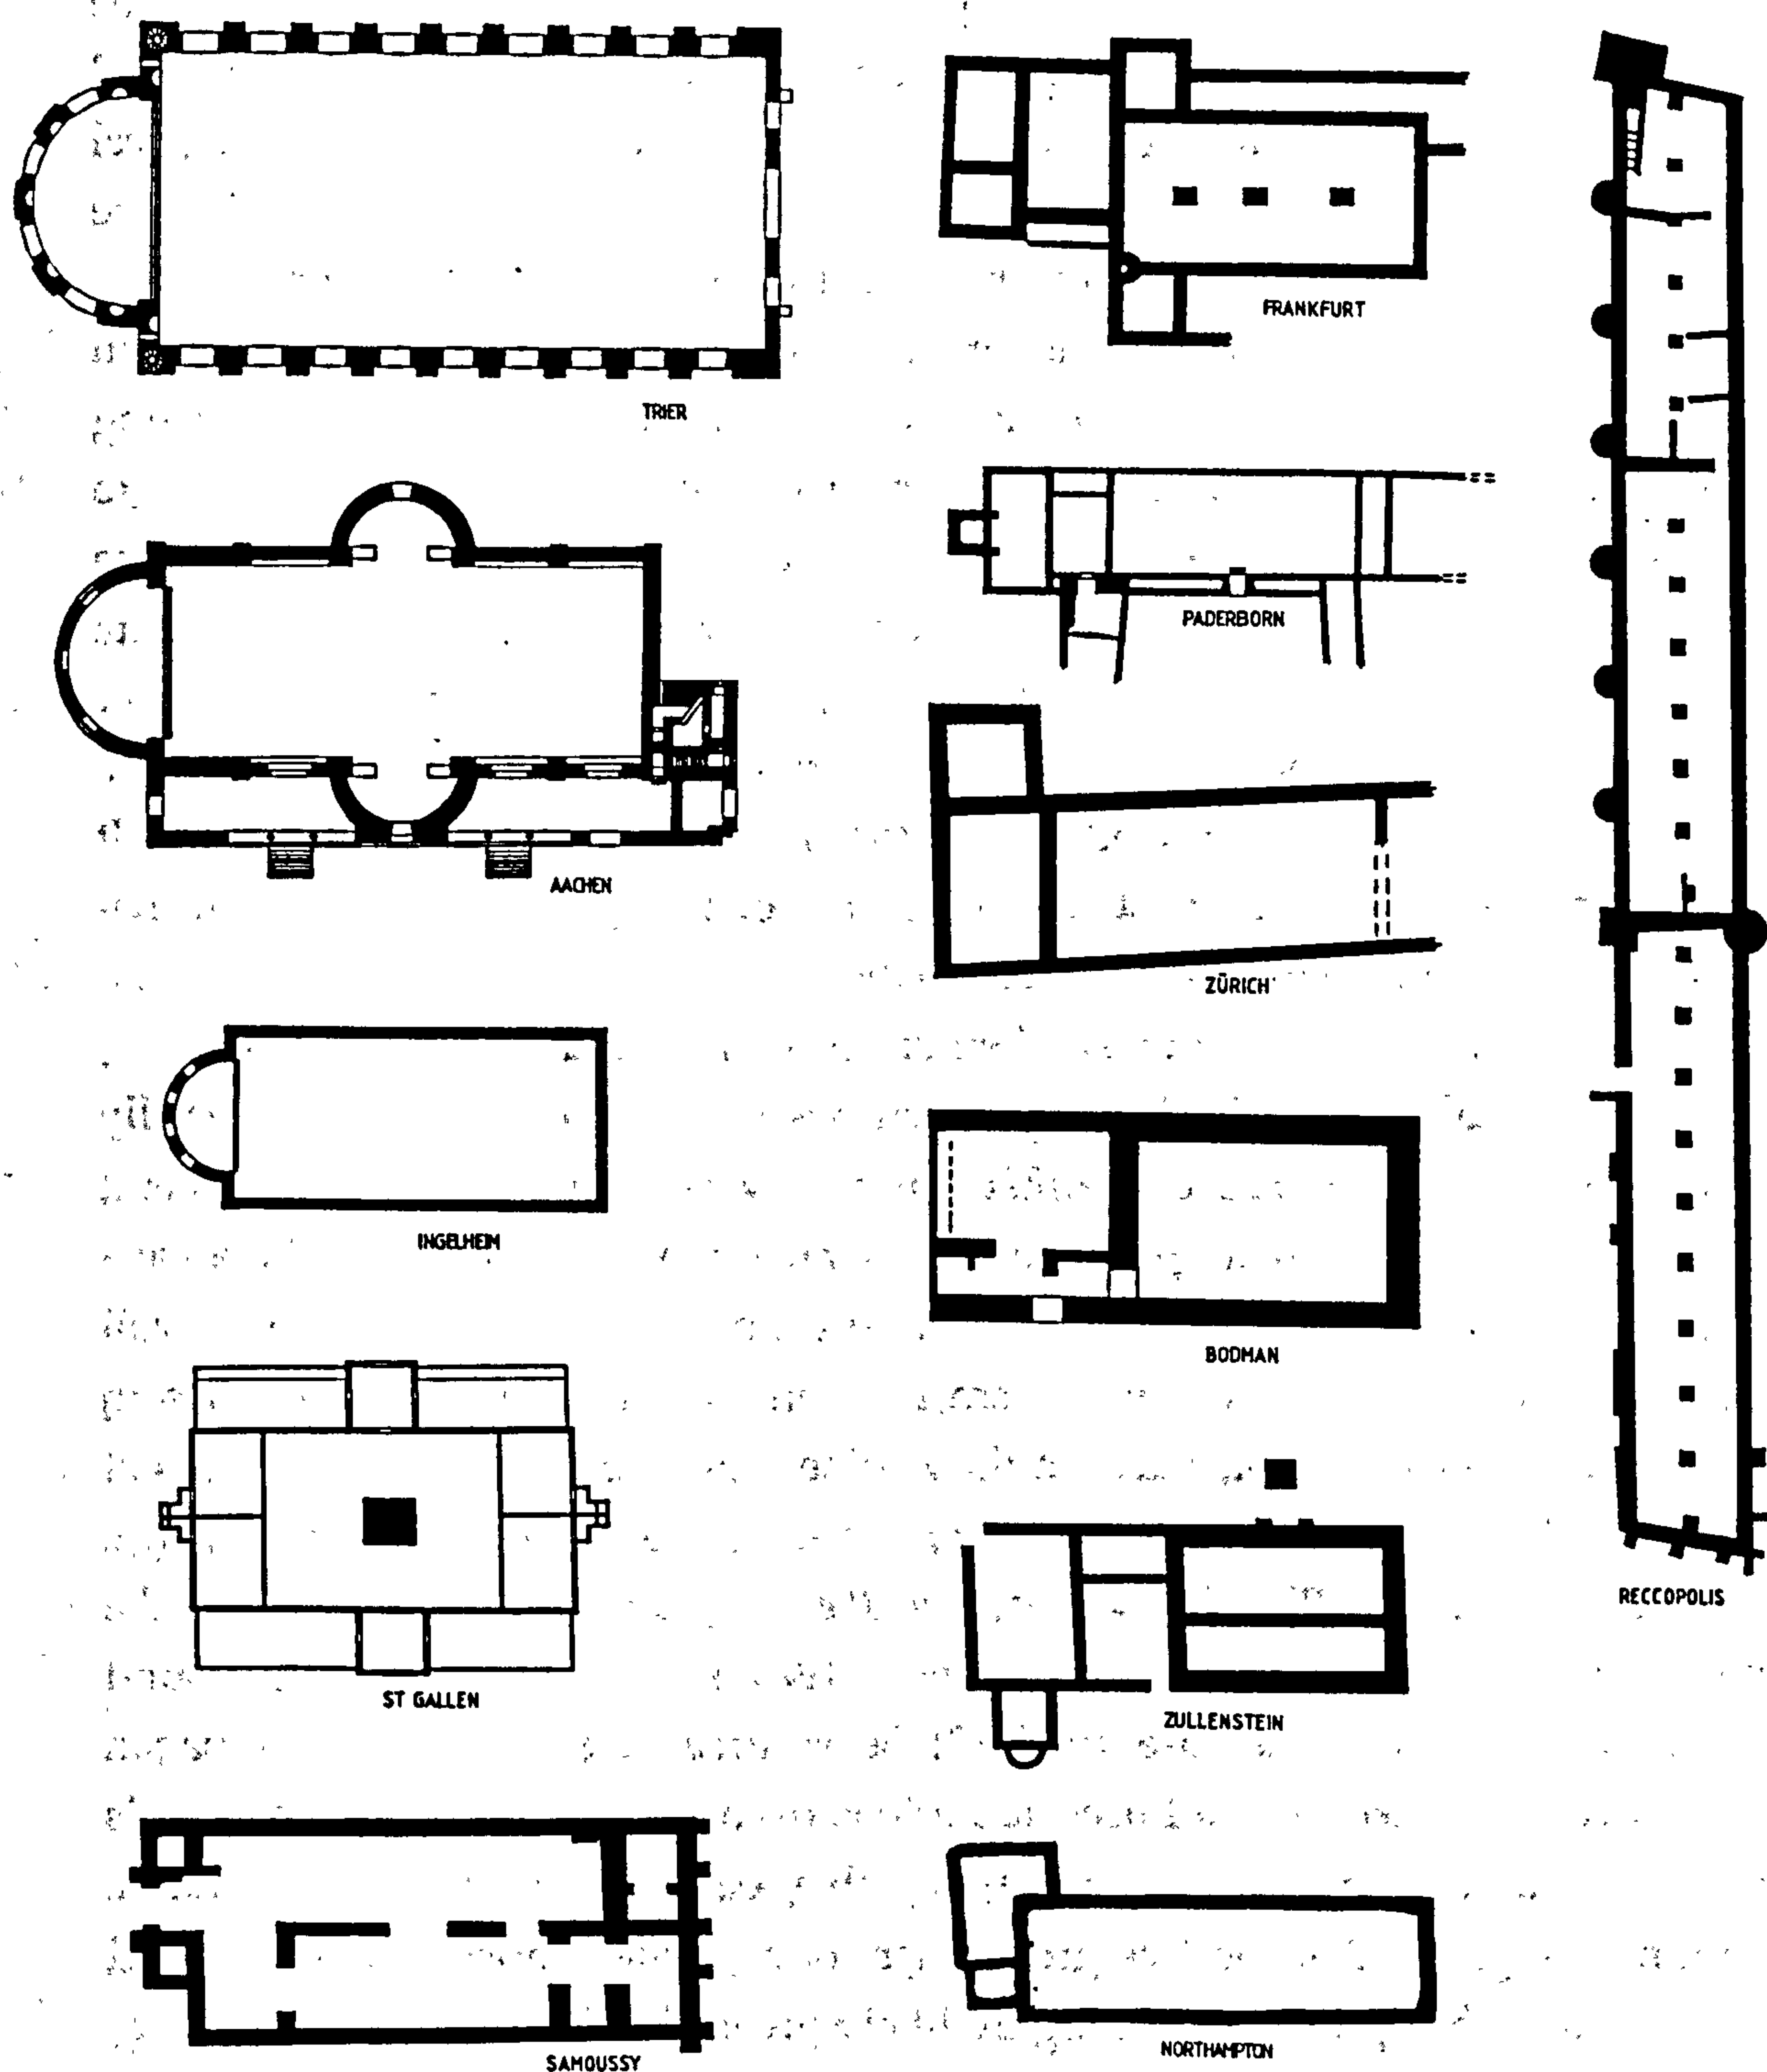 TRIER
AACHEN
INGELHEIM
ST GALLEN
SAMOUSSY
FRANKFURT
PADERBORN
ZÜRICH
BODMAN
ZULLENSTEIN
NORTHAMPTON
RECCOPOLIS